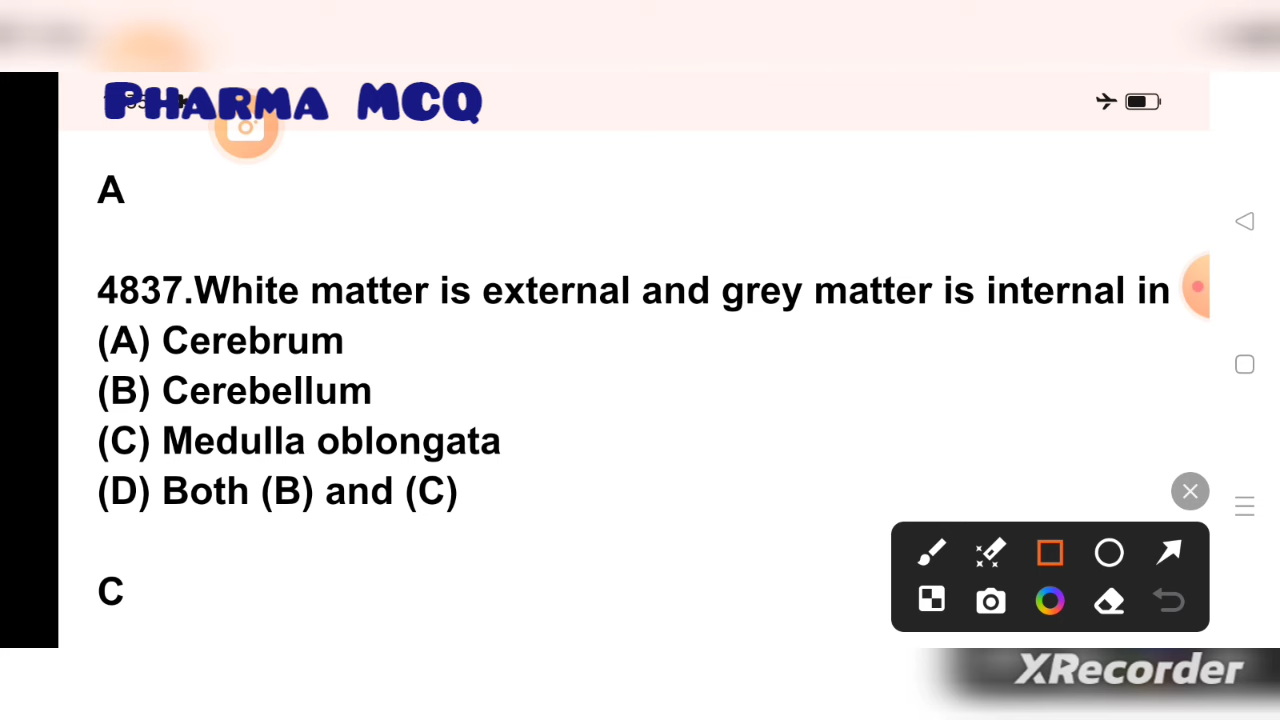 PHARMA MCQ
A
4837.White matter is external and grey matter is internal in
(A) Cerebrum
(B) Cerebellum
(C) Medulla oblongata
(D) Both (B) and (C)
C
XRecorder